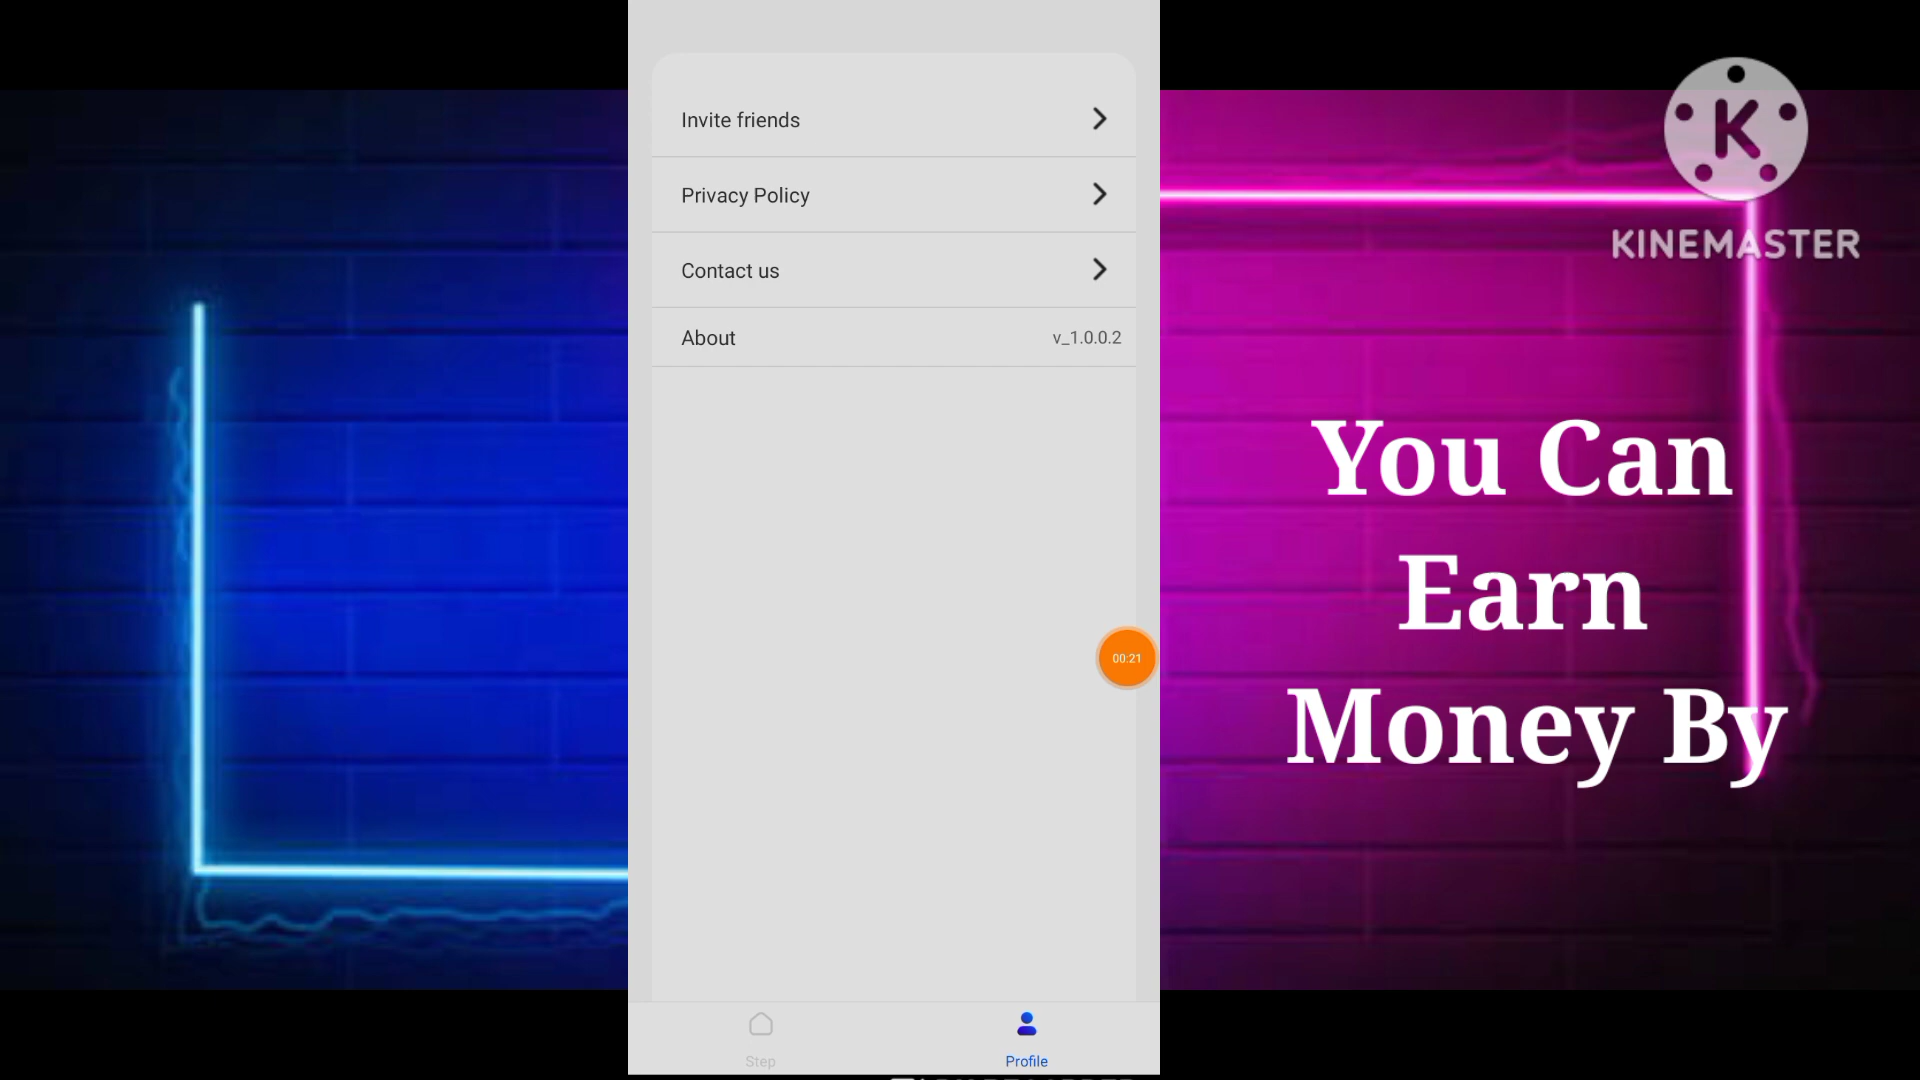 Invite friends
Privacy Policy
Contact us
About
v_1.0.0.2
00:21
Step
Profile
K
KINEMASTER
You Can
Earn
Money By